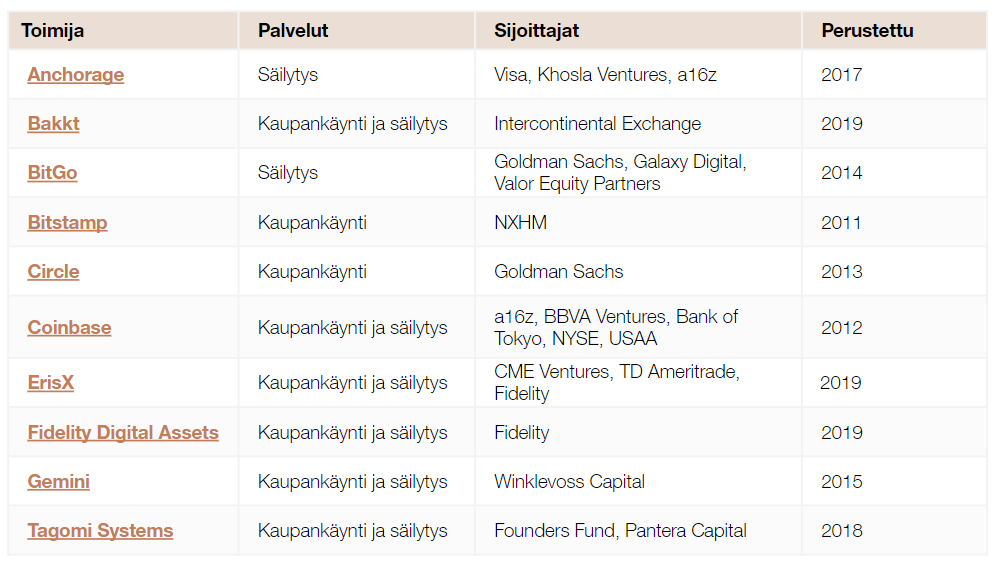 Toimija Palvelut Sijoittajat Perustettu
Anchorage Säilytys Visa, Khosla Ventures, a16z 2017
Bakkt Kaupankäynti ja säilytys Intercontinental Exchange 2019
BitGo Säilytys Goldman Sachs, Galaxy Digital, 2014
Valor Equity Partners
Bitstamp Kaupankäynti NXHM 2011
Circle Kaupankäynti Goldman Sachs 2013
Coinbase Kaupankäynti ja säilytys a16z, BBVA Ventures, Bank of 2012
Tokyo, NYSE, USAA
ErisX Kaupankäynti ja säilytys CME Ventures, TD Ameritrade, 2019
Fidelity
Fidelity Digital Assets Kaupankäynti ja säilytys Fidelity 2019
Gemini Kaupankäynti ja säilytys Winklevoss Capital 2015
Tagomi Systems Kaupankäynti ja säilytys Founders Fund, Pantera Capital 2018